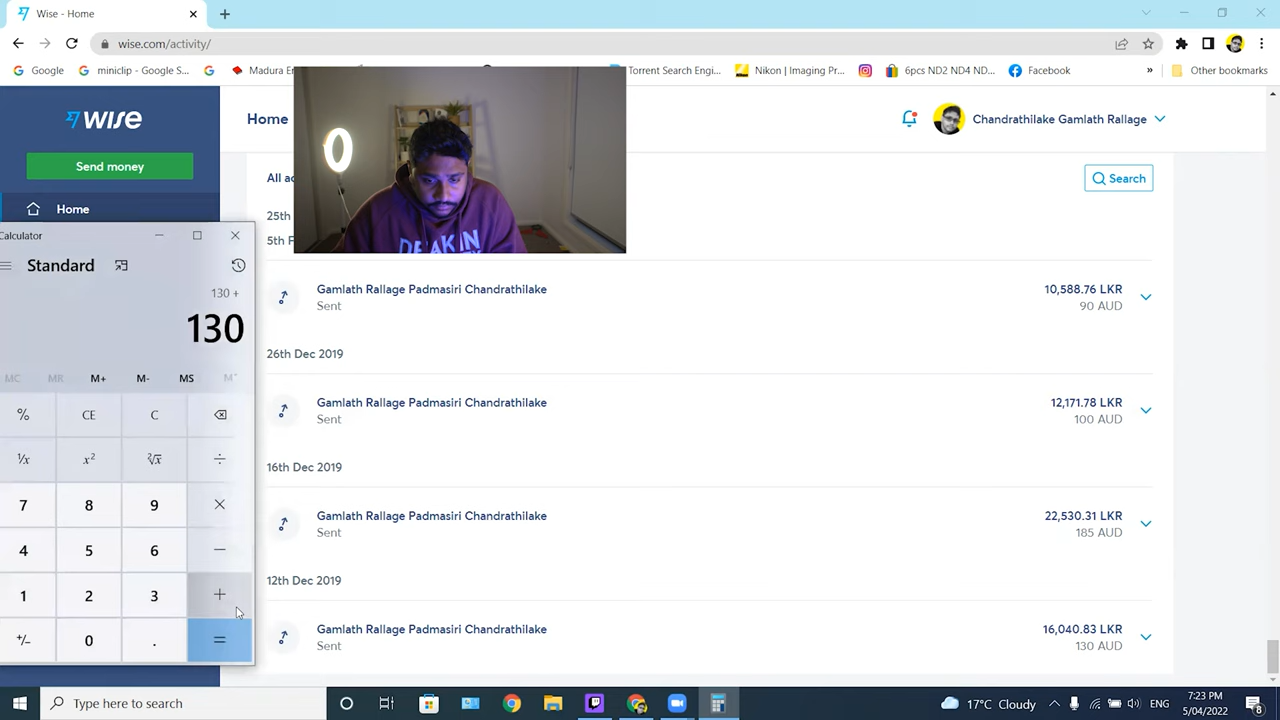 Wise - Home
wise.com/activity/
Google
miniclip - Google S...
Madura E
Torrent Search Engi...
Nikon | Imaging Pr...
6pcs ND2 ND4 ND...
Facebook
»
Other bookmarks
WISE
Home
Chandrathilake Gamlath Rallage
Send money
All ac
Search
Home
25th
5th F
Calculator
Standard
130 +
130
MC MR M+ M- MS M˅
% CE C
¹/x x² ²√x ÷
7 8 9 ×
4 5 6 −
1 2 3 +
+/− 0 . =
DEAKIN
Gamlath Rallage Padmasiri Chandrathilake
10,588.76 LKR
Sent
90 AUD
26th Dec 2019
Gamlath Rallage Padmasiri Chandrathilake
12,171.78 LKR
Sent
100 AUD
16th Dec 2019
Gamlath Rallage Padmasiri Chandrathilake
22,530.31 LKR
Sent
185 AUD
12th Dec 2019
Gamlath Rallage Padmasiri Chandrathilake
16,040.83 LKR
Sent
130 AUD
Type here to search
17°C Cloudy
ENG
7:23 PM
5/04/2022
8